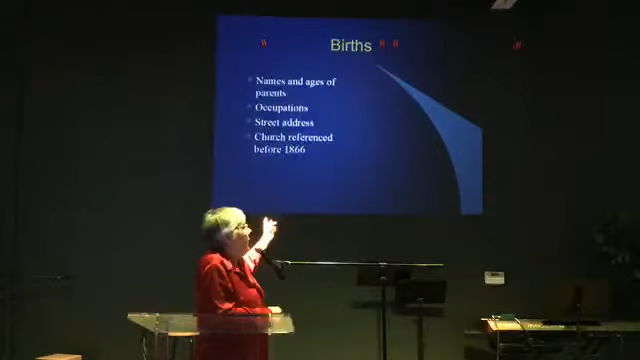 Births
Names and ages of
parents
Occupations
Street address
Church referenced
before 1866